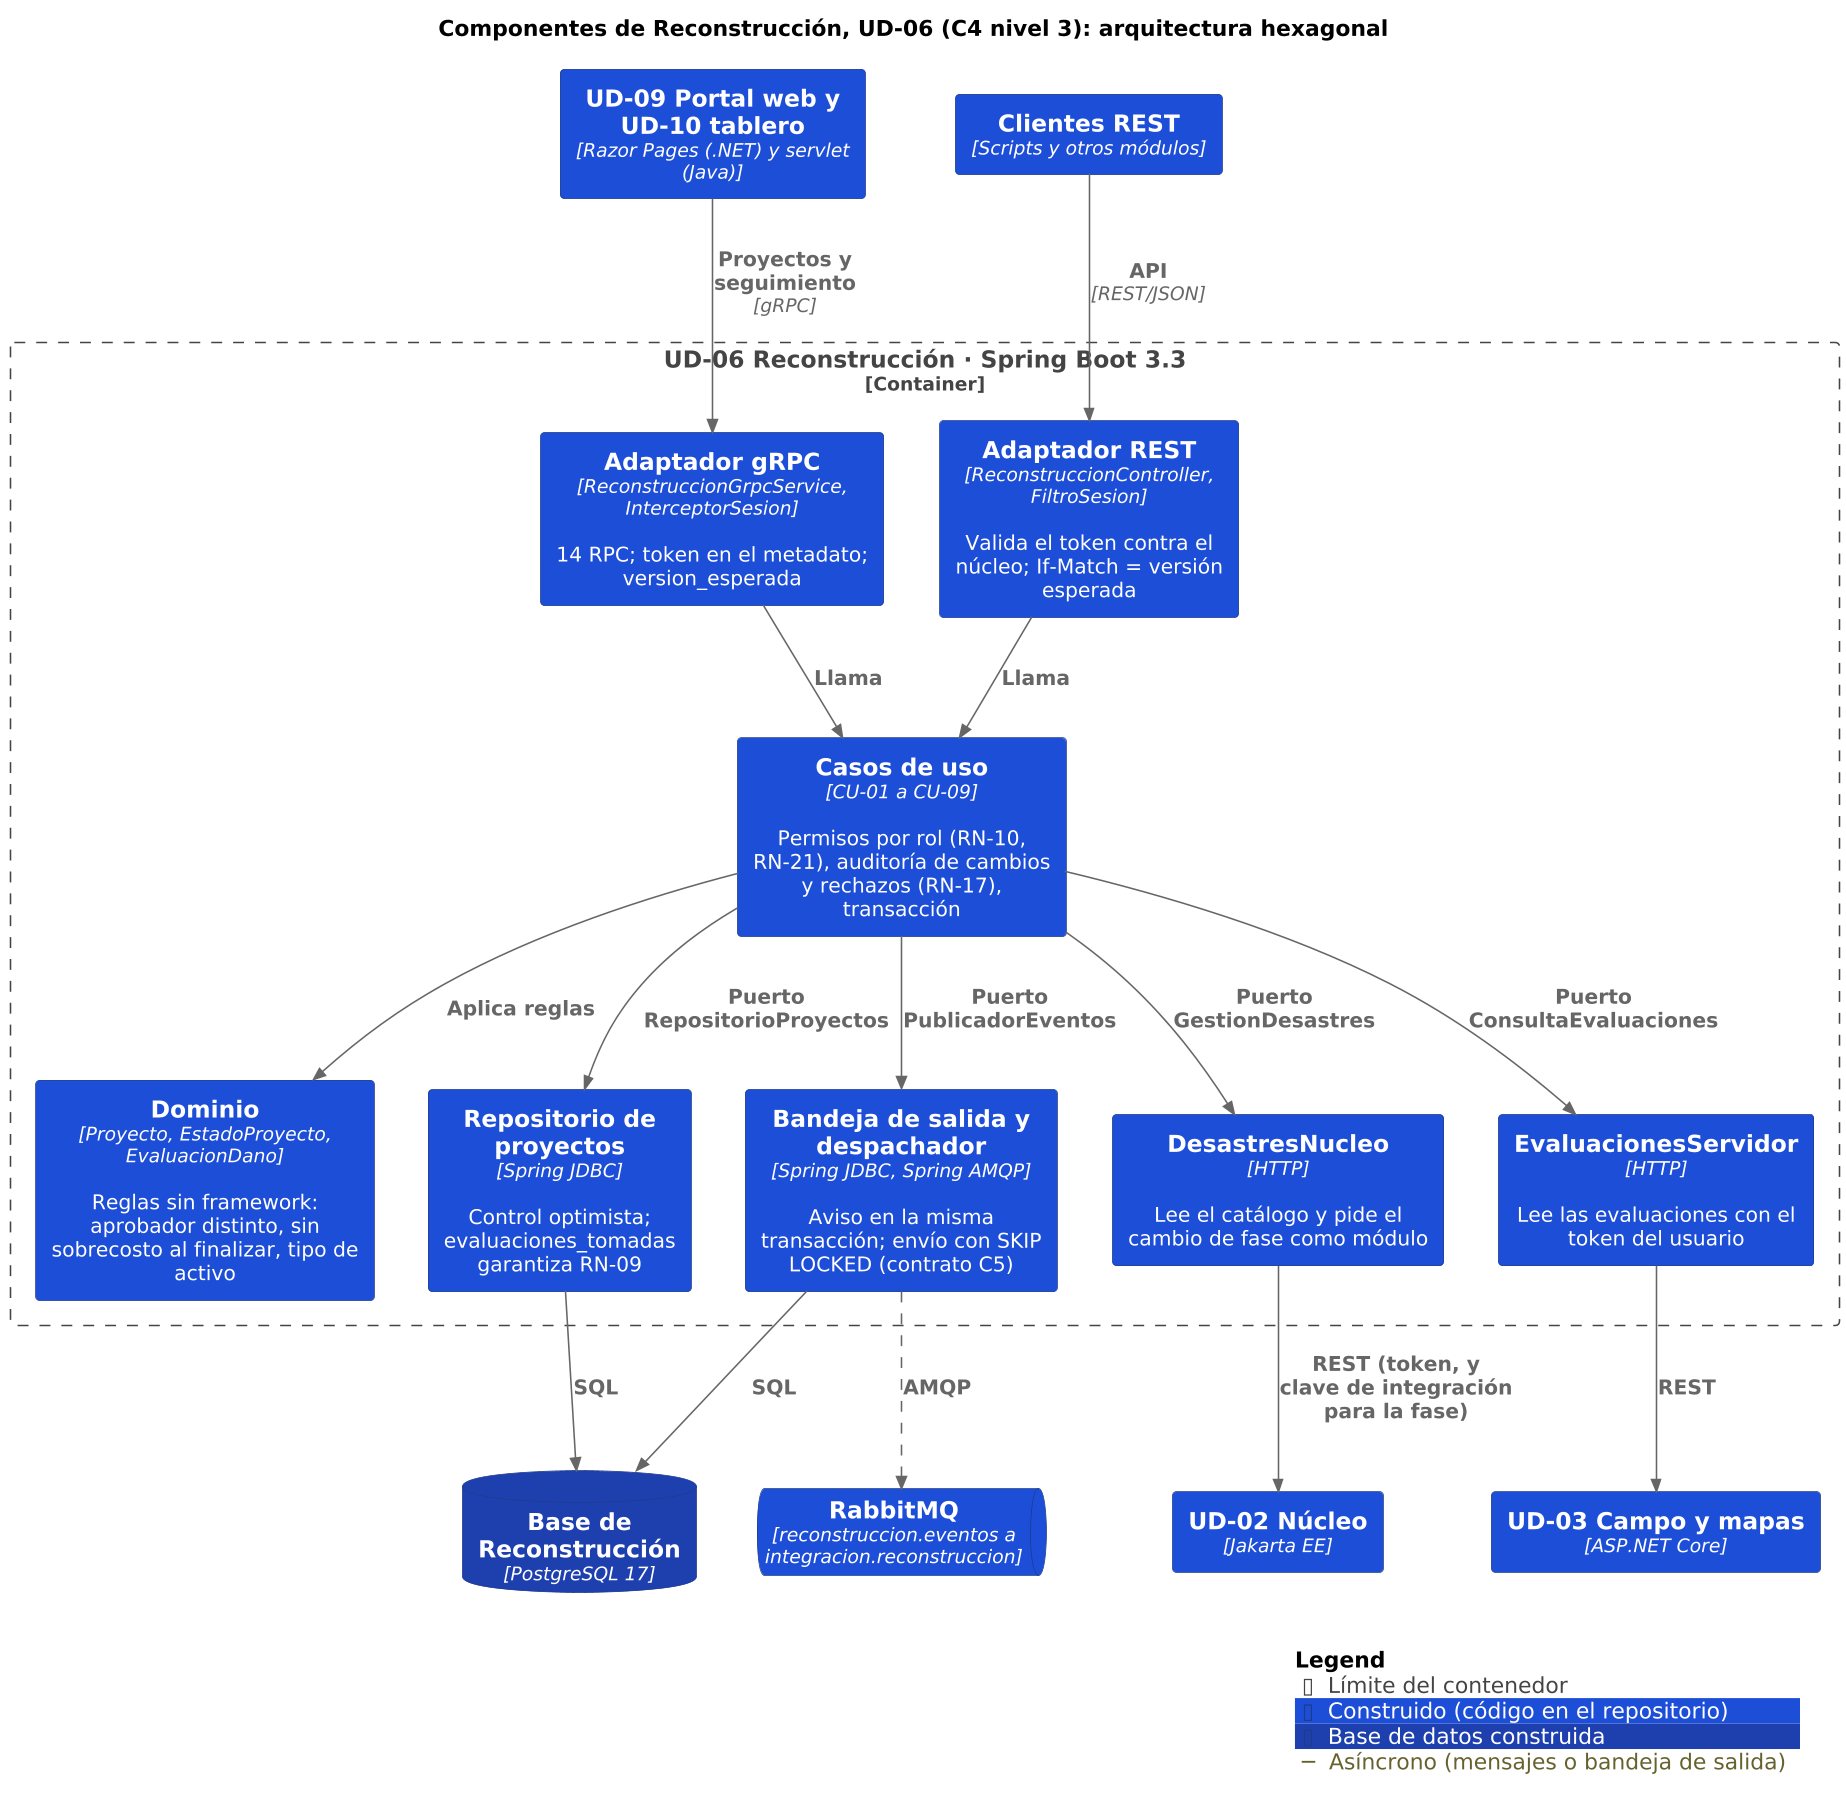 Componentes de Reconstrucción, UD-06 (C4 nivel 3): arquitectura hexagonal
UD-09 Portal web y
UD-10 tablero
[Razor Pages (.NET) y servlet
(Java)]
Clientes REST
[Scripts y otros módulos]
Proyectos y
seguimiento
[gRPC]
API
[REST/JSON]
UD-06 Reconstrucción · Spring Boot 3.3
[Container]
Adaptador gRPC
[ReconstruccionGrpcService,
InterceptorSesion]
14 RPC; token en el metadato;
version_esperada
Adaptador REST
[ReconstruccionController,
FiltroSesion]
Valida el token contra el
núcleo; If-Match = versión
esperada
Llama
Llama
Casos de uso
[CU-01 a CU-09]
Permisos por rol (RN-10,
RN-21), auditoría de cambios
y rechazos (RN-17),
transacción
Aplica reglas
Puerto
RepositorioProyectos
Puerto
PublicadorEventos
Puerto
GestionDesastres
Puerto
ConsultaEvaluaciones
Dominio
[Proyecto, EstadoProyecto,
EvaluacionDano]
Reglas sin framework:
aprobador distinto, sin
sobrecosto al finalizar, tipo de
activo
Repositorio de
proyectos
[Spring JDBC]
Control optimista;
evaluaciones_tomadas
garantiza RN-09
Bandeja de salida y
despachador
[Spring JDBC, Spring AMQP]
Aviso en la misma
transacción; envío con SKIP
LOCKED (contrato C5)
DesastresNucleo
[HTTP]
Lee el catálogo y pide el
cambio de fase como módulo
EvaluacionesServidor
[HTTP]
Lee las evaluaciones con el
token del usuario
SQL
SQL
AMQP
REST (token, y
clave de integración
para la fase)
REST
Base de
Reconstrucción
[PostgreSQL 17]
RabbitMQ
[reconstruccion.eventos a
integracion.reconstruccion]
UD-02 Núcleo
[Jakarta EE]
UD-03 Campo y mapas
[ASP.NET Core]
Legend
Límite del contenedor
Construido (código en el repositorio)
Base de datos construida
─ Asíncrono (mensajes o bandeja de salida)